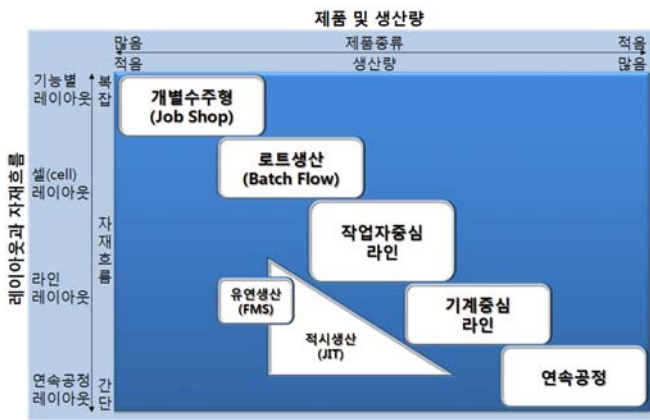 제품 및 생산량
많음 제품종류 적음
적음 생산량 많음
레이아웃과 자재흐름
기능별
레이아웃
셀(cell)
레이아웃
라인
레이아웃
연속공정
레이아웃
복잡
자재흐름
간단
개별수주형
(Job Shop)
로트생산
(Batch Flow)
작업자중심
라인
유연생산
(FMS)
적시생산
(JIT)
기계중심
라인
연속공정